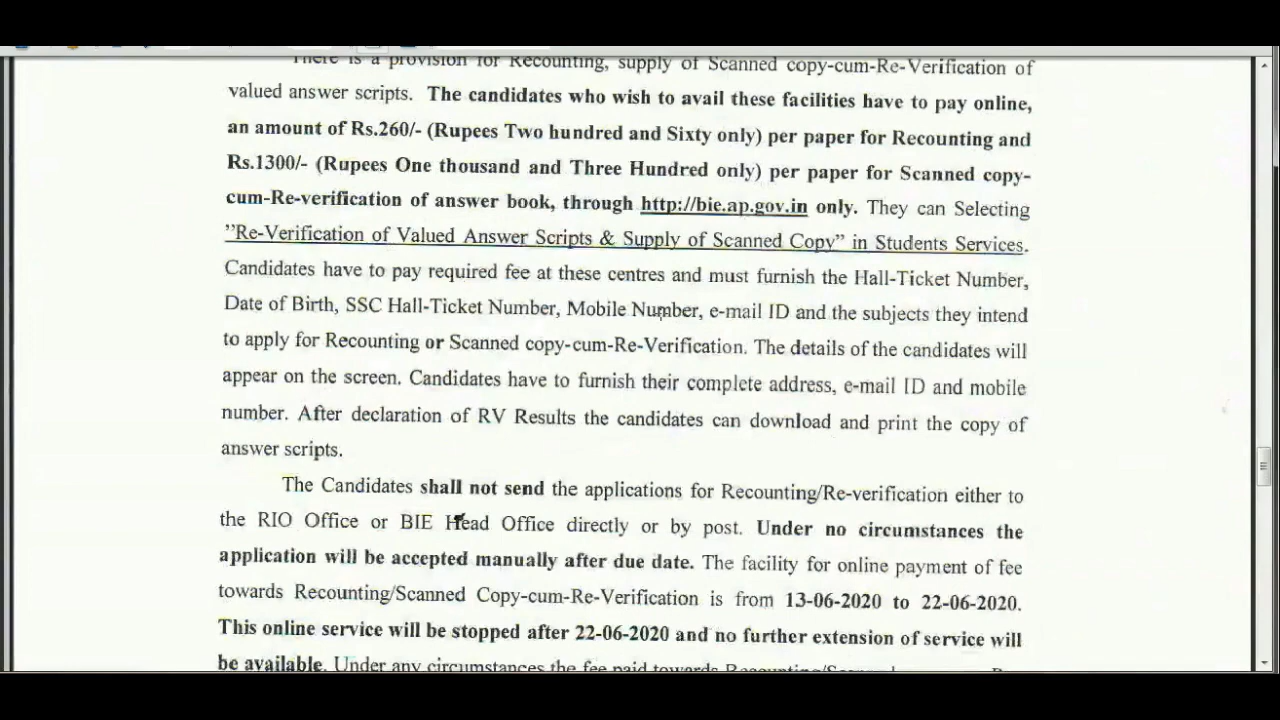 There is a provision for Recounting, supply of Scanned copy-cum-Re-Verification of
valued answer scripts. The candidates who wish to avail these facilities have to pay online,
an amount of Rs.260/- (Rupees Two hundred and Sixty only) per paper for Recounting and
Rs.1300/- (Rupees One thousand and Three Hundred only) per paper for Scanned copy-
cum-Re-verification of answer book, through http://bie.ap.gov.in only. They can Selecting
”Re-Verification of Valued Answer Scripts & Supply of Scanned Copy” in Students Services.
Candidates have to pay required fee at these centres and must furnish the Hall-Ticket Number,
Date of Birth, SSC Hall-Ticket Number, Mobile Number, e-mail ID and the subjects they intend
to apply for Recounting or Scanned copy-cum-Re-Verification. The details of the candidates will
appear on the screen. Candidates have to furnish their complete address, e-mail ID and mobile
number. After declaration of RV Results the candidates can download and print the copy of
answer scripts.
The Candidates shall not send the applications for Recounting/Re-verification either to
the RIO Office or BIE Head Office directly or by post. Under no circumstances the
application will be accepted manually after due date. The facility for online payment of fee
towards Recounting/Scanned Copy-cum-Re-Verification is from 13-06-2020 to 22-06-2020.
This online service will be stopped after 22-06-2020 and no further extension of service will
be available. Under any circumstances the fee paid towards